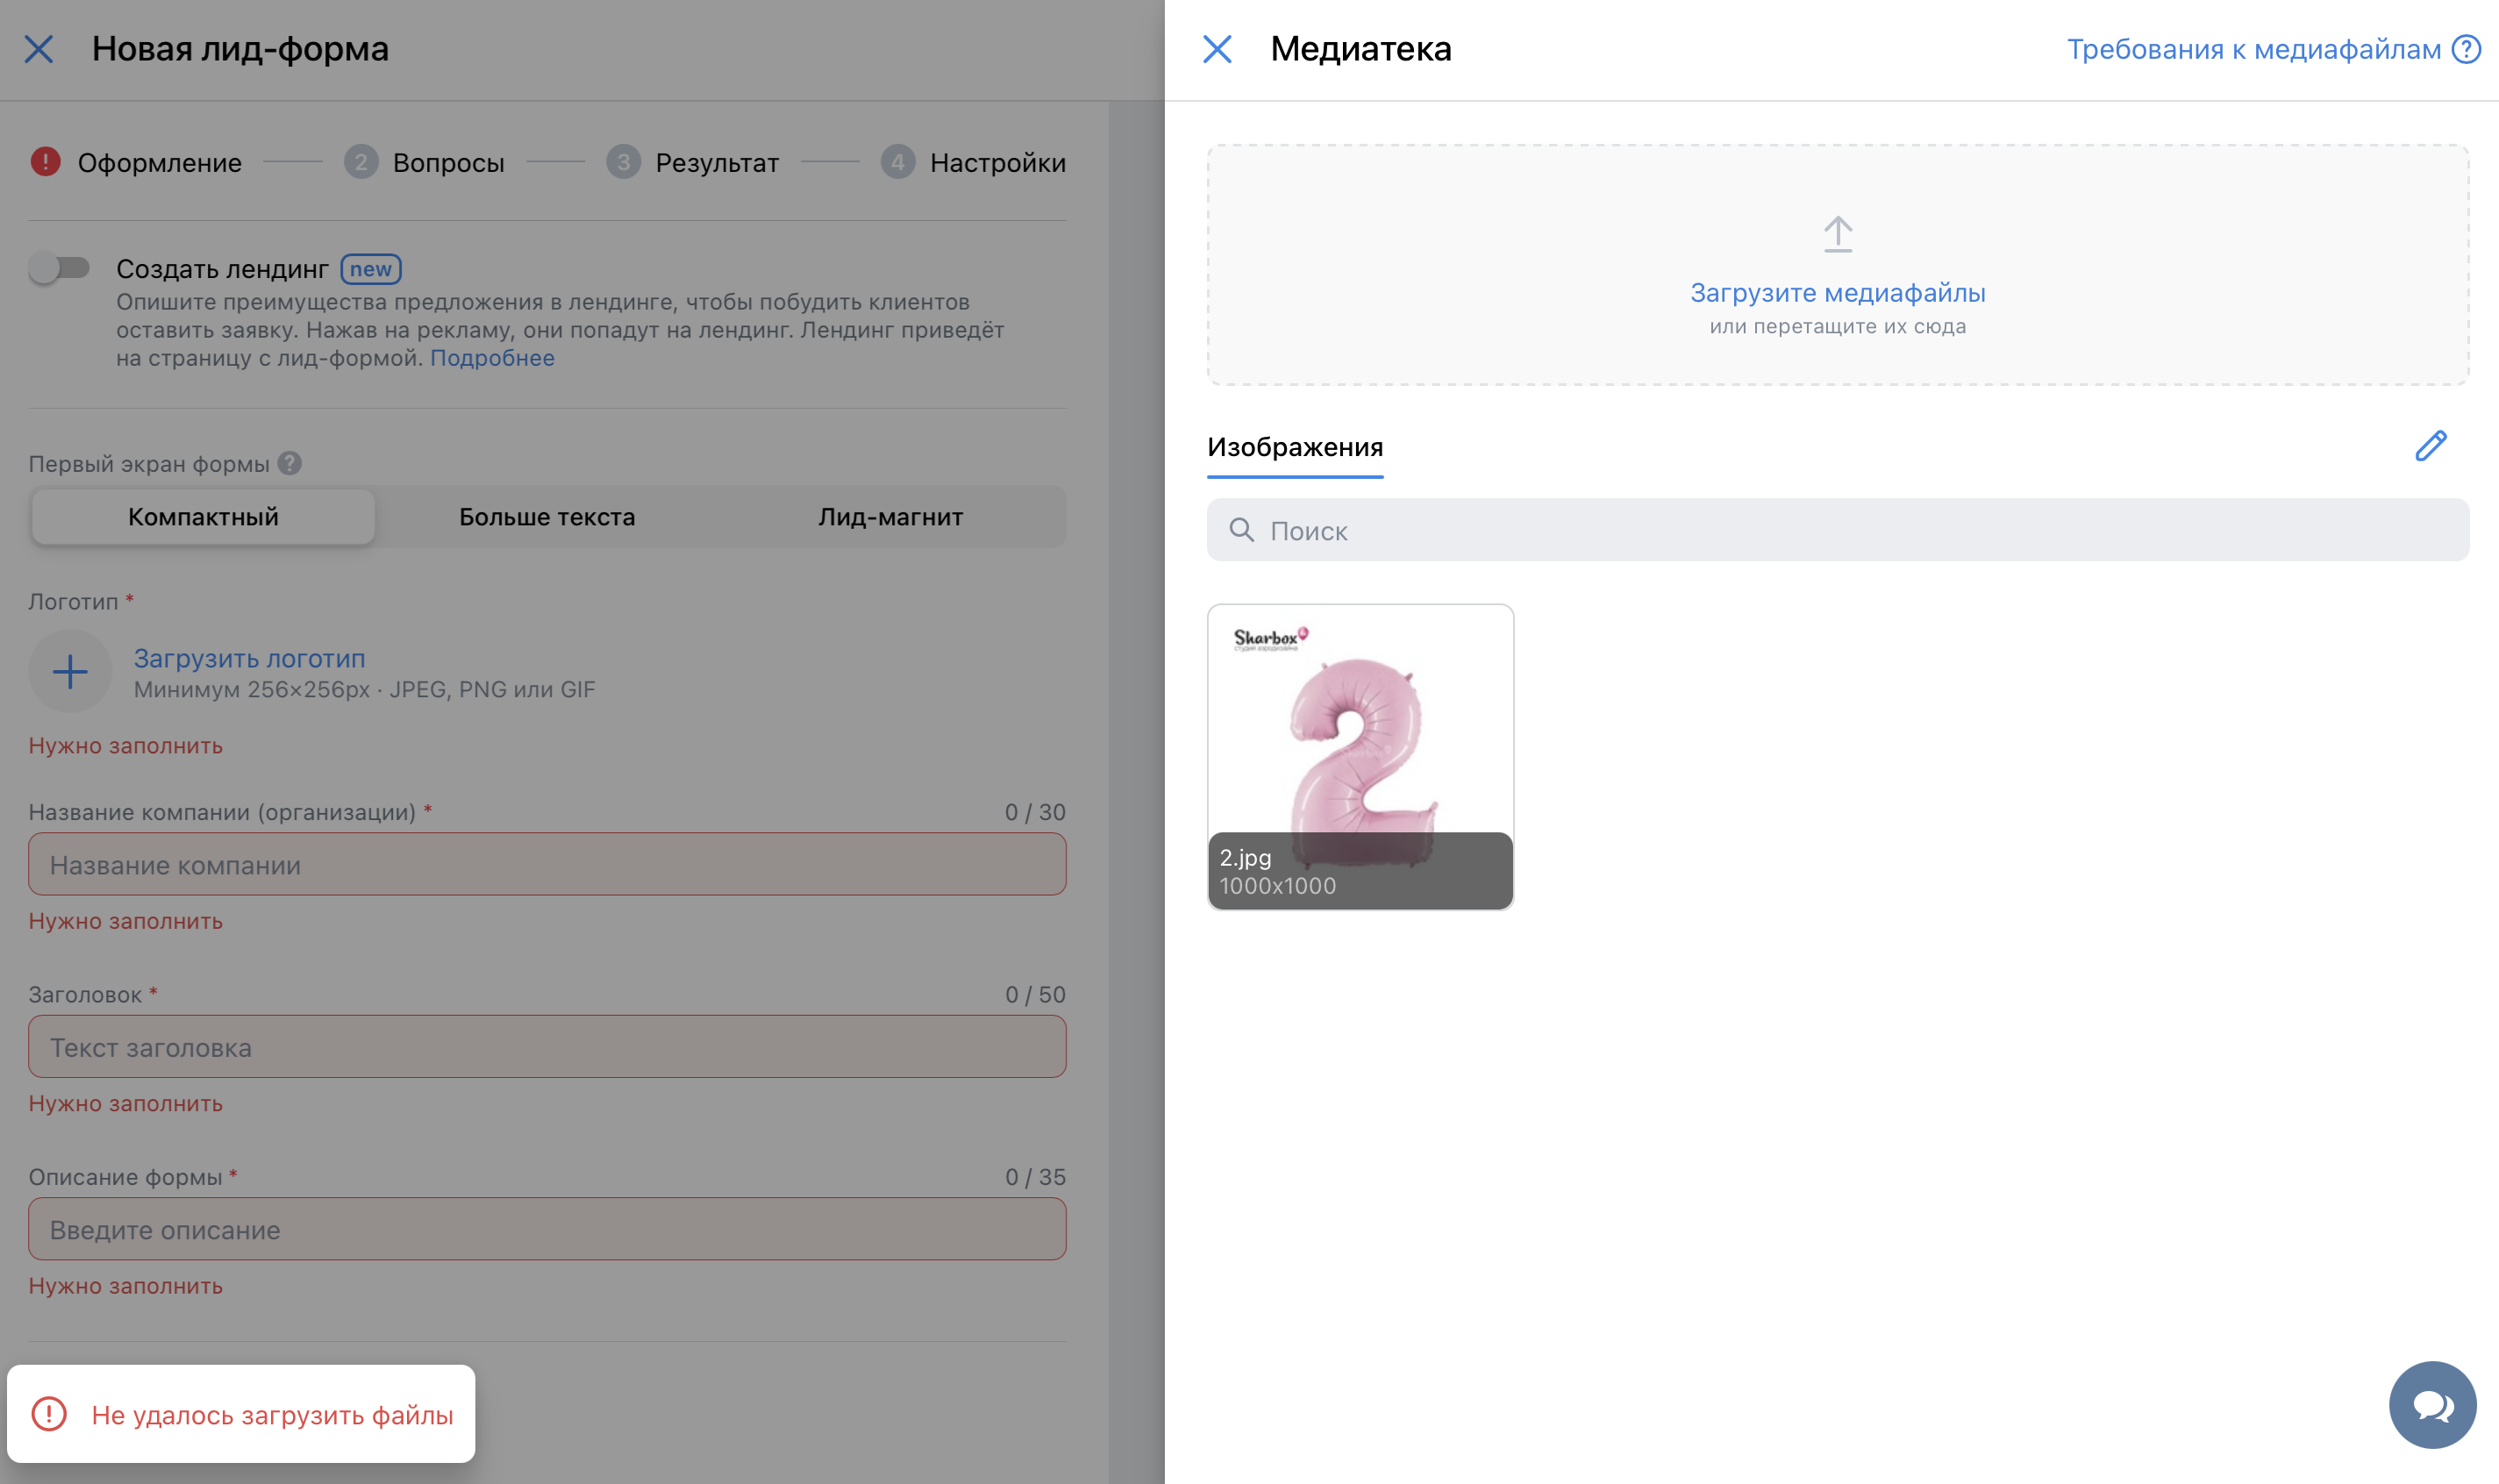 Новая лид-форма
Оформление
2 Вопросы
3 Результат
4 Настройки
Создать лендинг new
Опишите преимущества предложения в лендинге, чтобы побудить клиентов
оставить заявку. Нажав на рекламу, они попадут на лендинг. Лендинг приведёт
на страницу с лид-формой. Подробнее
Первый экран формы ?
Компактный
Больше текста
Лид-магнит
Логотип *
Загрузить логотип
Минимум 256×256px · JPEG, PNG или GIF
Нужно заполнить
Название компании (организации) * 0 / 30
Название компании
Нужно заполнить
Заголовок * 0 / 50
Текст заголовка
Нужно заполнить
Описание формы * 0 / 35
Введите описание
Нужно заполнить
Не удалось загрузить файлы
Медиатека
Требования к медиафайлам ?
Загрузите медиафайлы
или перетащите их сюда
Изображения
Поиск
Sharbox
студия аэродизайна
2.jpg
1000x1000